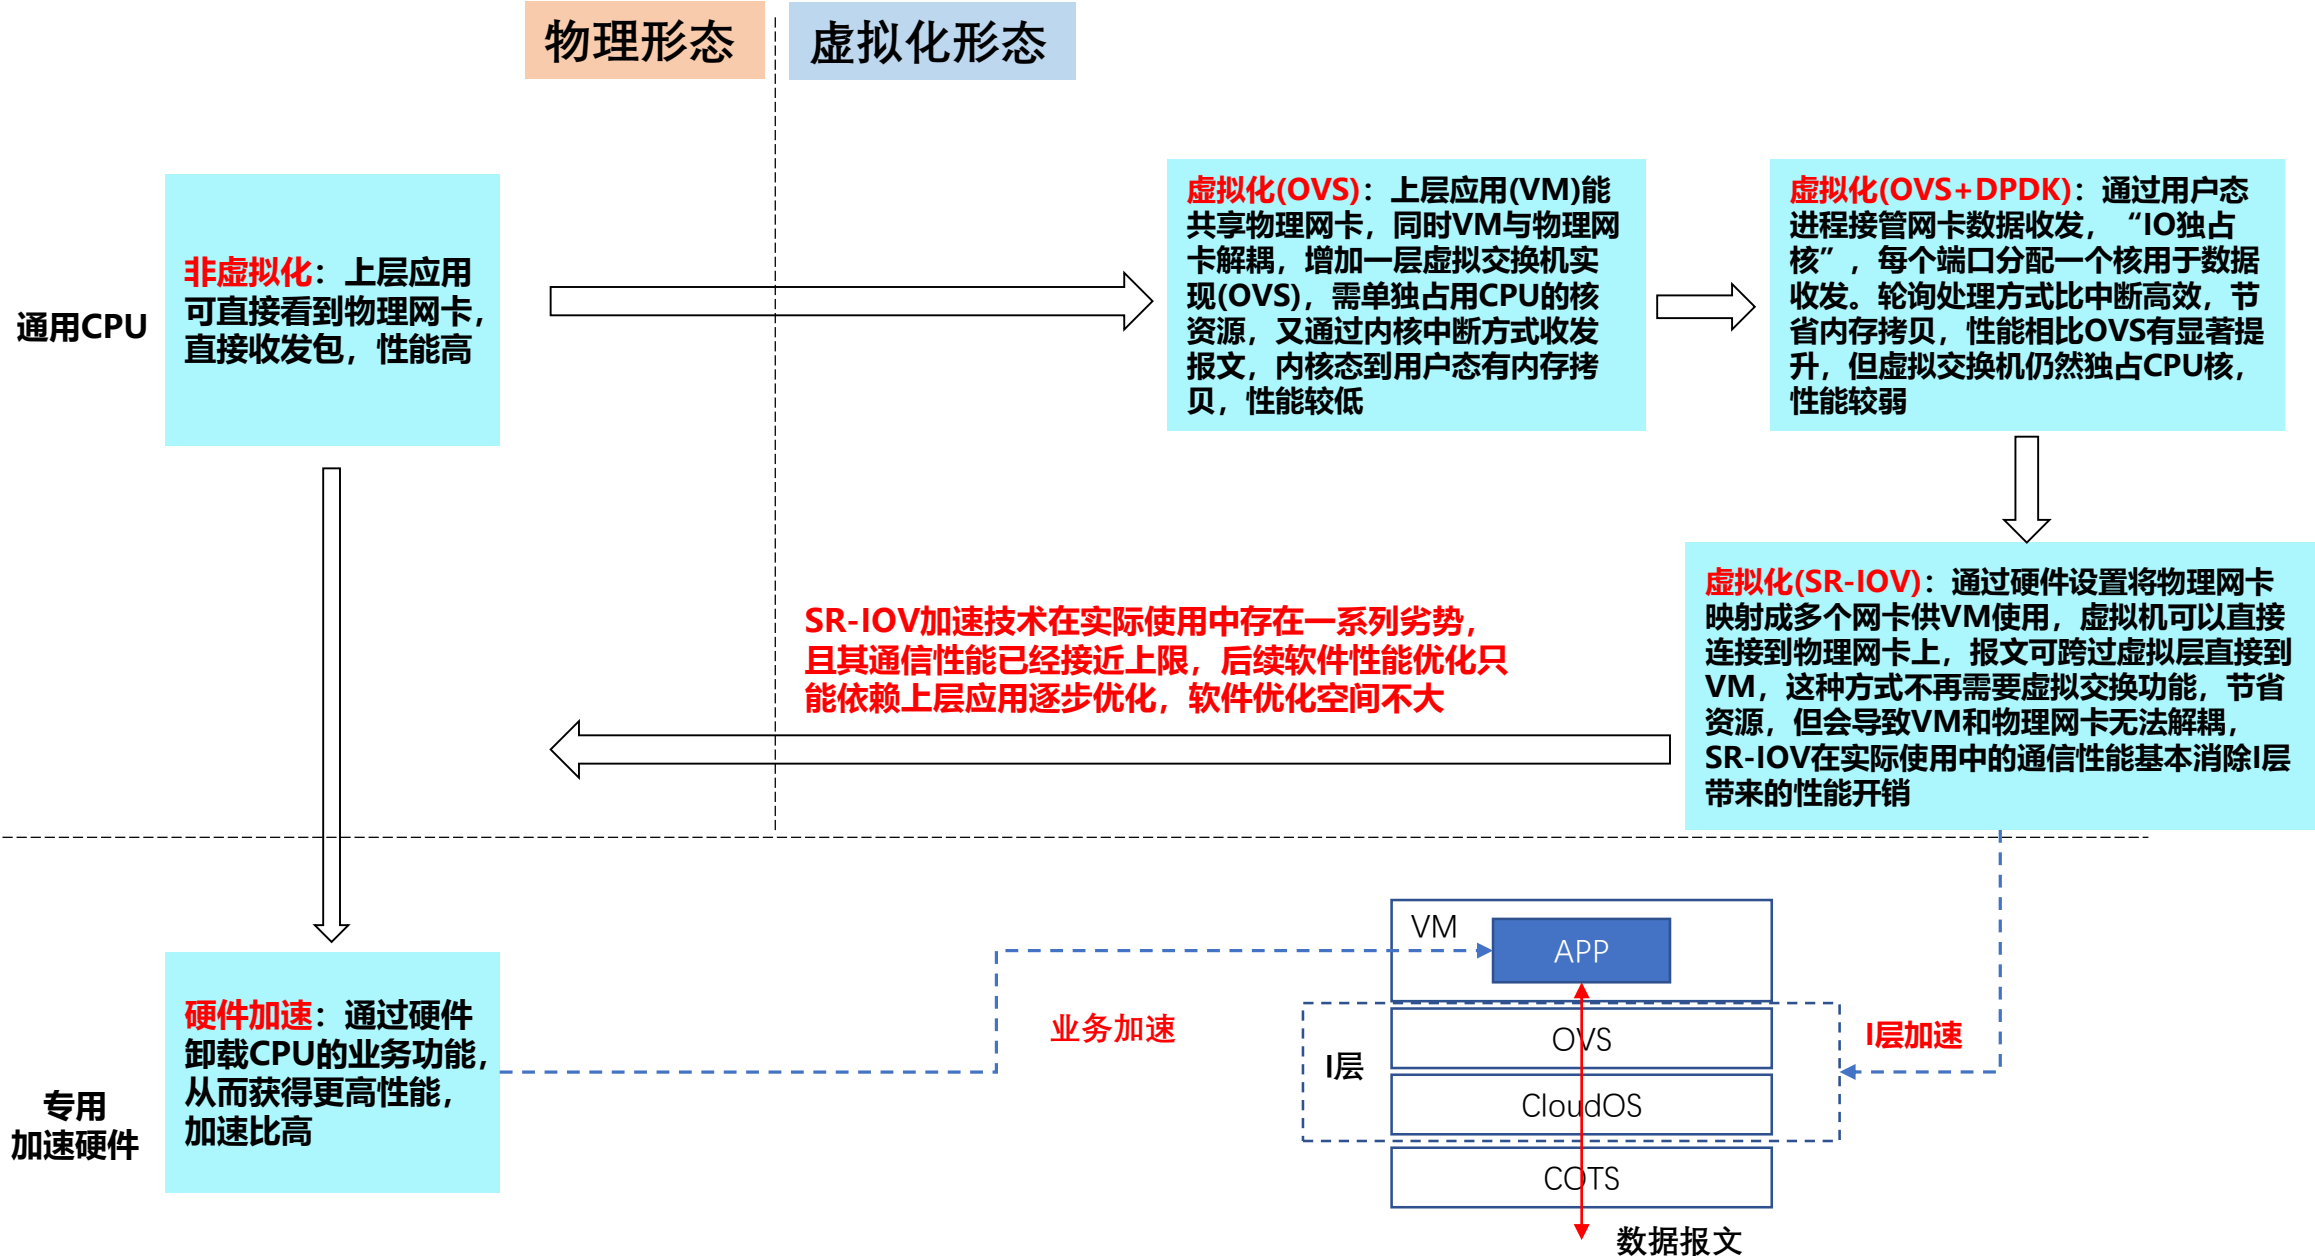 物理形态
虚拟化形态
通用CPU
非虚拟化：上层应用
可直接看到物理网卡，
直接收发包，性能高
虚拟化(OVS)：上层应用(VM)能
共享物理网卡，同时VM与物理网
卡解耦，增加一层虚拟交换机实
现(OVS)，需单独占用CPU的核
资源，又通过内核中断方式收发
报文，内核态到用户态有内存拷
贝，性能较低
虚拟化(OVS+DPDK)：通过用户态
进程接管网卡数据收发，“IO独占
核”，每个端口分配一个核用于数据
收发。轮询处理方式比中断高效，节
省内存拷贝，性能相比OVS有显著提
升，但虚拟交换机仍然独占CPU核，
性能较弱
SR-IOV加速技术在实际使用中存在一系列劣势，
且其通信性能已经接近上限，后续软件性能优化只
能依赖上层应用逐步优化，软件优化空间不大
虚拟化(SR-IOV)：通过硬件设置将物理网卡
映射成多个网卡供VM使用，虚拟机可以直接
连接到物理网卡上，报文可跨过虚拟层直接到
VM，这种方式不再需要虚拟交换功能，节省
资源，但会导致VM和物理网卡无法解耦，
SR-IOV在实际使用中的通信性能基本消除I层
带来的性能开销
专用
加速硬件
硬件加速：通过硬件
卸载CPU的业务功能，
从而获得更高性能，
加速比高
业务加速
VM
APP
I层
OVS
CloudOS
COTS
I层加速
数据报文